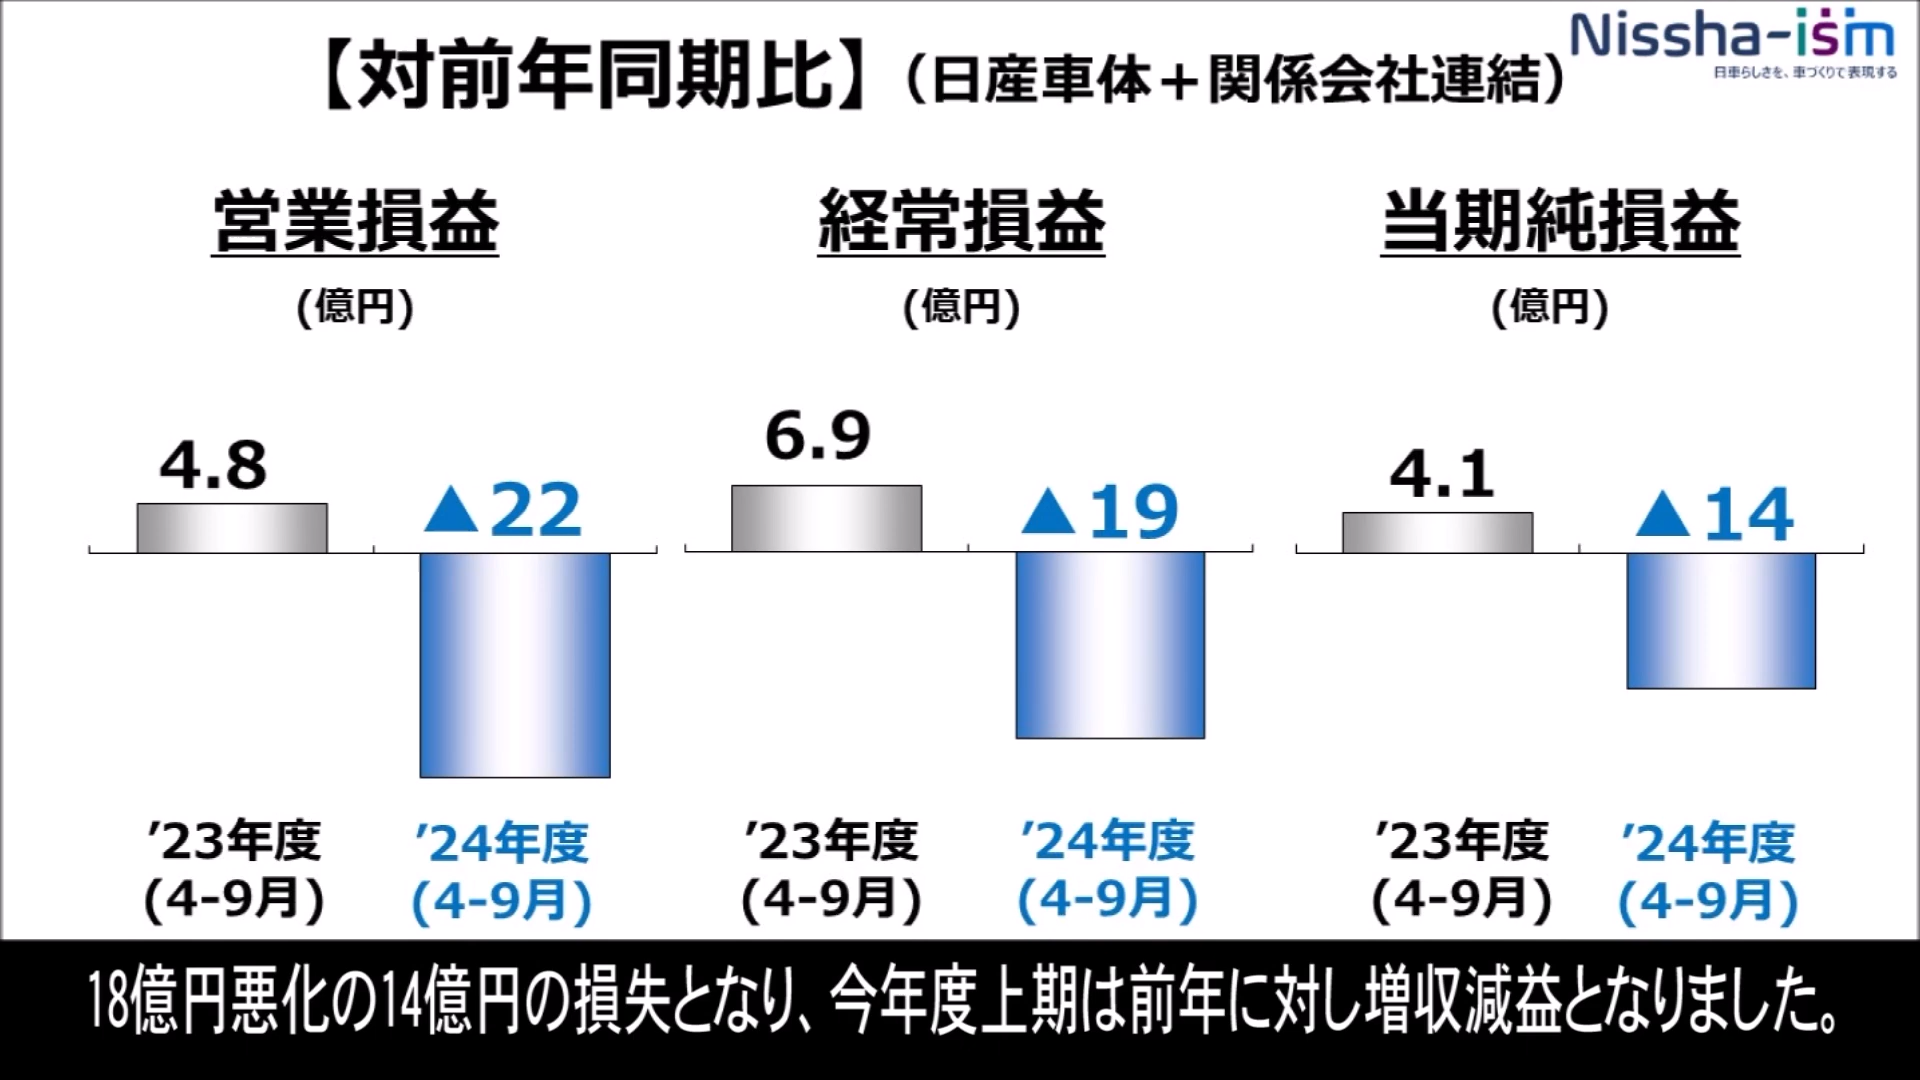 Nissha-ism
日車らしさを、車づくりで表現する
【対前年同期比】（日産車体＋関係会社連結）
営業損益
(億円)
4.8
▲22
’23年度
(4-9月)
’24年度
(4-9月)
経常損益
(億円)
6.9
▲19
’23年度
(4-9月)
’24年度
(4-9月)
当期純損益
(億円)
4.1
▲14
’23年度
(4-9月)
’24年度
(4-9月)
18億円悪化の14億円の損失となり、今年度上期は前年に対し増収減益となりました。